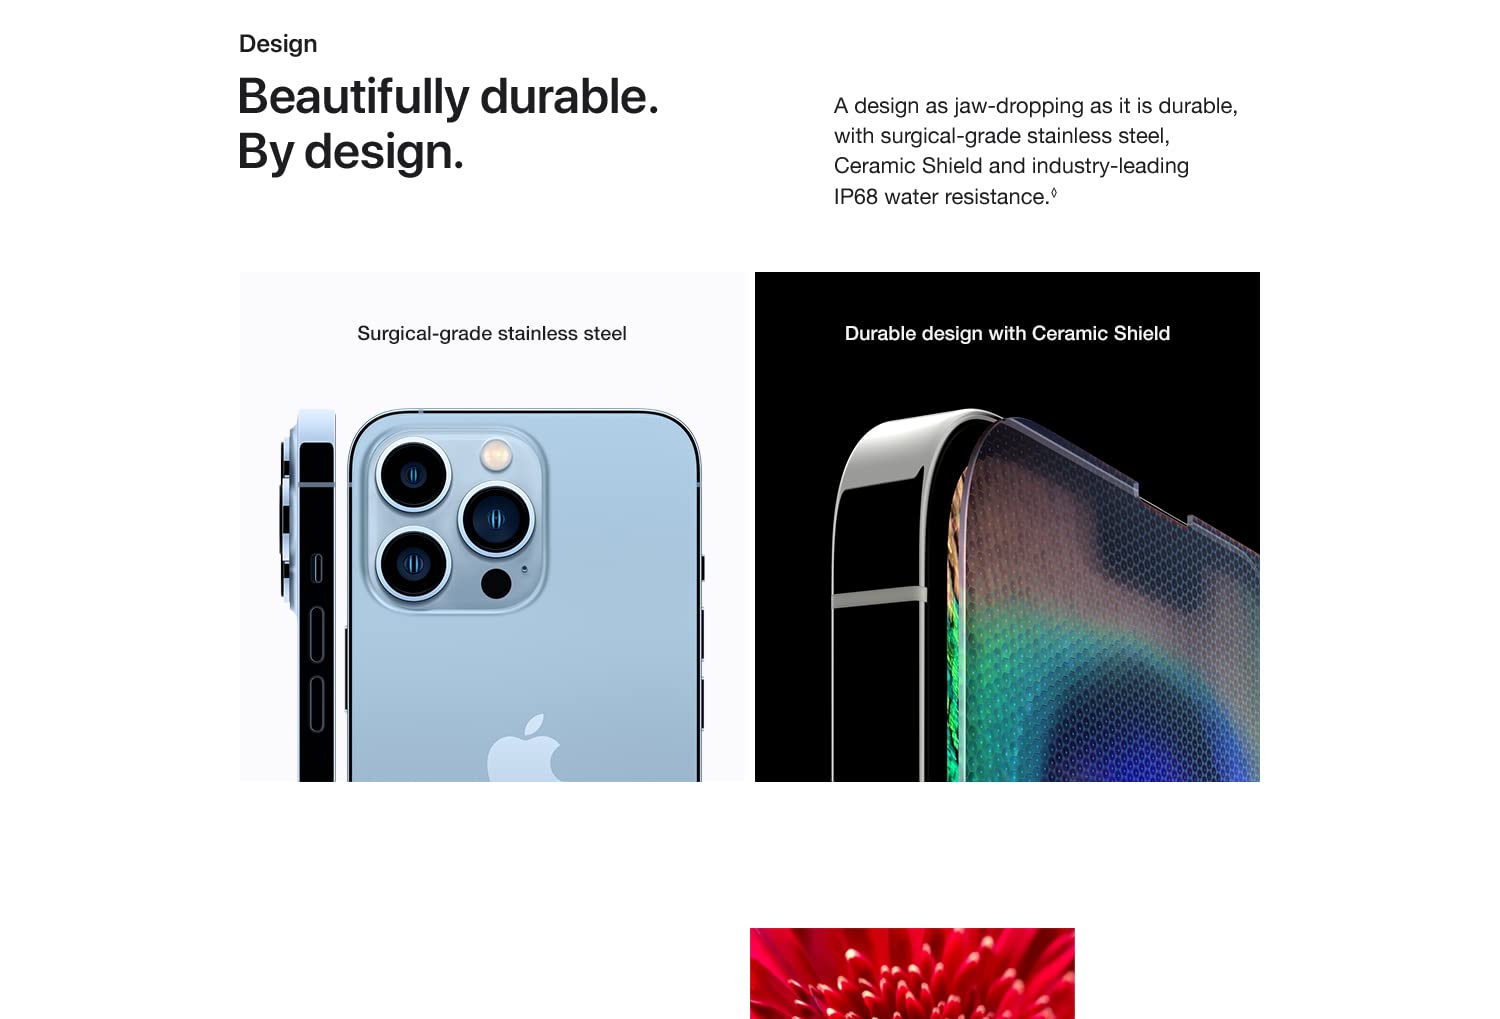 Design
Beautifully durable.
By design.
A design as jaw-dropping as it is durable,
with surgical-grade stainless steel,
Ceramic Shield and industry-leading
IP68 water resistance.◊
Surgical-grade stainless steel
Durable design with Ceramic Shield